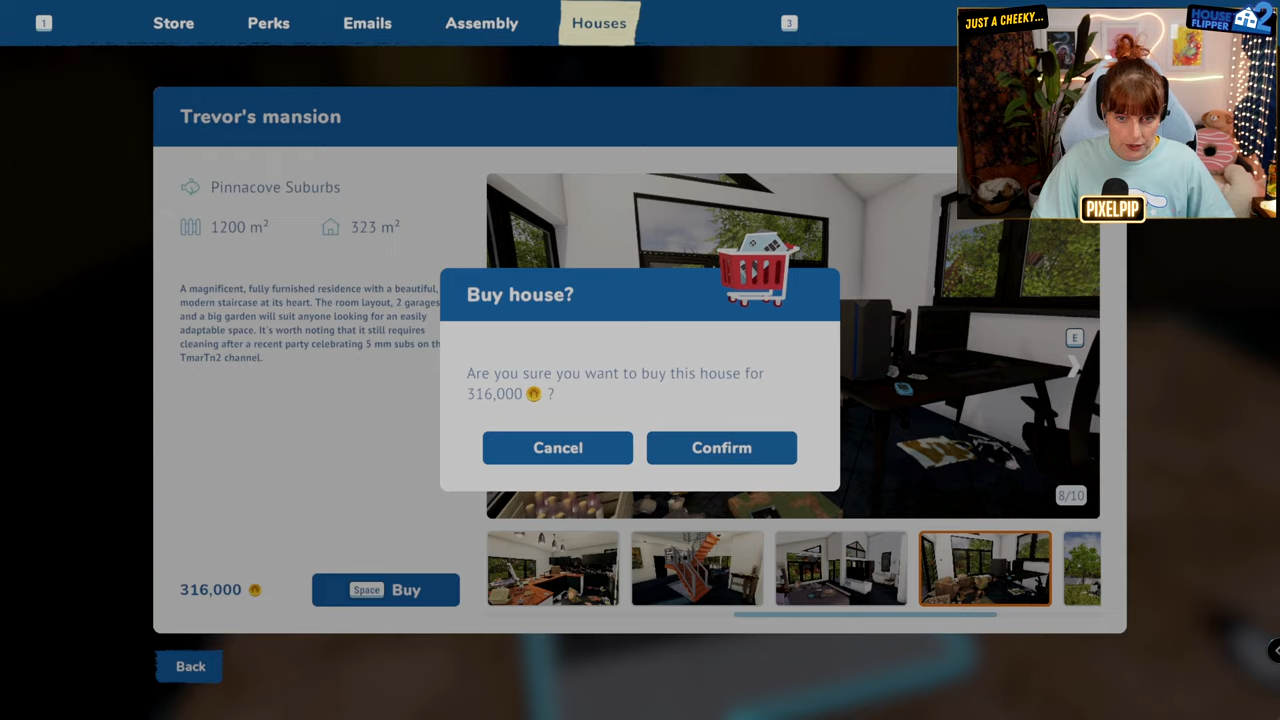 1
Store
Perks
Emails
Assembly
Houses
3
JUST A CHEEKY...
HOUSE
FLIPPER 2
PIXELPIP
Trevor's mansion
Pinnacove Suburbs
1200 m²
323 m²
A magnificent, fully furnished residence with a beautiful,
modern staircase at its heart. The room layout, 2 garages
and a big garden will suit anyone looking for an easily
adaptable space. It's worth noting that it still requires
cleaning after a recent party celebrating 5 mm subs on th
TmarTn2 channel.
Buy house?
Are you sure you want to buy this house for
316,000 ?
Cancel
Confirm
E
8/10
316,000
Space Buy
Back